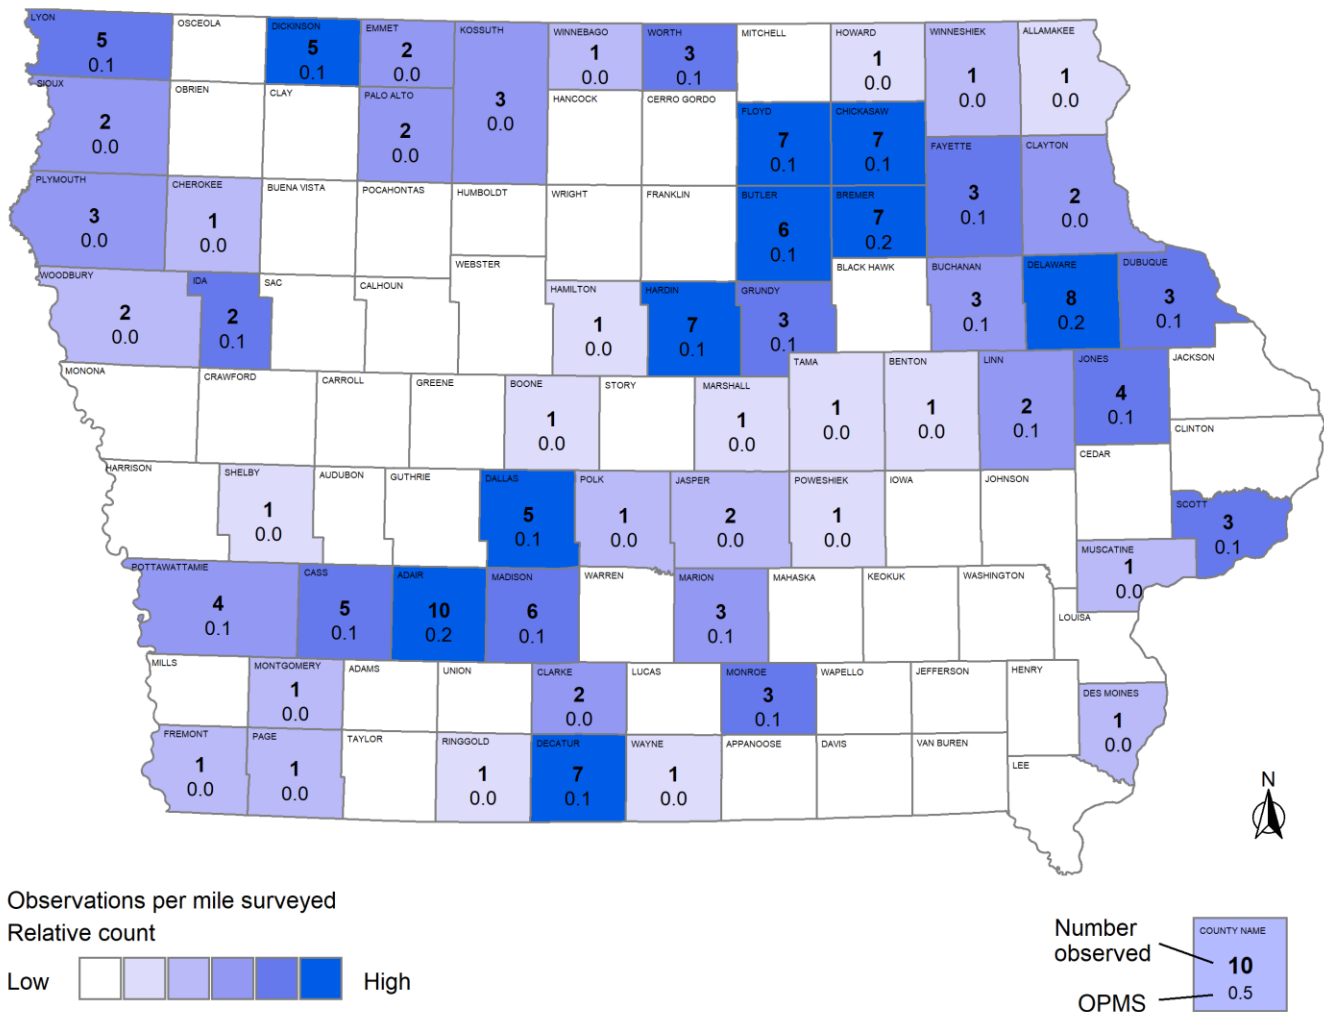 LYON
5
0.1
OSCEOLA
DICKINSON
5
0.1
EMMET
2
0.0
KOSSUTH
3
0.0
WINNEBAGO
1
0.0
WORTH
3
0.1
MITCHELL
HOWARD
1
0.0
WINNESHIEK
1
0.0
ALLAMAKEE
1
0.0
SIOUX
2
0.0
OBRIEN
CLAY
PALO ALTO
2
0.0
HANCOCK
CERRO GORDO
FLOYD
7
0.1
CHICKASAW
7
0.1
FAYETTE
3
0.1
CLAYTON
2
0.0
PLYMOUTH
3
0.0
CHEROKEE
1
0.0
BUENA VISTA
POCAHONTAS
HUMBOLDT
WRIGHT
FRANKLIN
BUTLER
6
0.1
BREMER
7
0.2
WOODBURY
2
0.0
IDA
2
0.1
SAC
CALHOUN
WEBSTER
HAMILTON
1
0.0
HARDIN
7
0.1
GRUNDY
3
0.1
BLACK HAWK
BUCHANAN
3
0.1
DELAWARE
8
0.2
DUBUQUE
3
0.1
MONONA
CRAWFORD
CARROLL
GREENE
BOONE
1
0.0
STORY
MARSHALL
1
0.0
TAMA
1
0.0
BENTON
1
0.0
LINN
2
0.1
JONES
4
0.1
JACKSON
CLINTON
CEDAR
HARRISON
SHELBY
1
0.0
AUDUBON
GUTHRIE
DALLAS
5
0.1
POLK
1
0.0
JASPER
2
0.0
POWESHIEK
1
0.0
IOWA
JOHNSON
SCOTT
3
0.1
MUSCATINE
1
0.0
POTTAWATTAMIE
4
0.1
CASS
5
0.1
ADAIR
10
0.2
MADISON
6
0.1
WARREN
MARION
3
0.1
MAHASKA
KEOKUK
WASHINGTON
LOUISA
MILLS
MONTGOMERY
1
0.0
ADAMS
UNION
CLARKE
2
0.0
LUCAS
MONROE
3
0.1
WAPELLO
JEFFERSON
HENRY
DES MOINES
1
0.0
FREMONT
1
0.0
PAGE
1
0.0
TAYLOR
RINGGOLD
1
0.0
DECATUR
7
0.1
WAYNE
1
0.0
APPANOOSE
DAVIS
VAN BUREN
LEE
N
Observations per mile surveyed
Relative count
Low
High
Number
observed
OPMS
COUNTY NAME
10
0.5